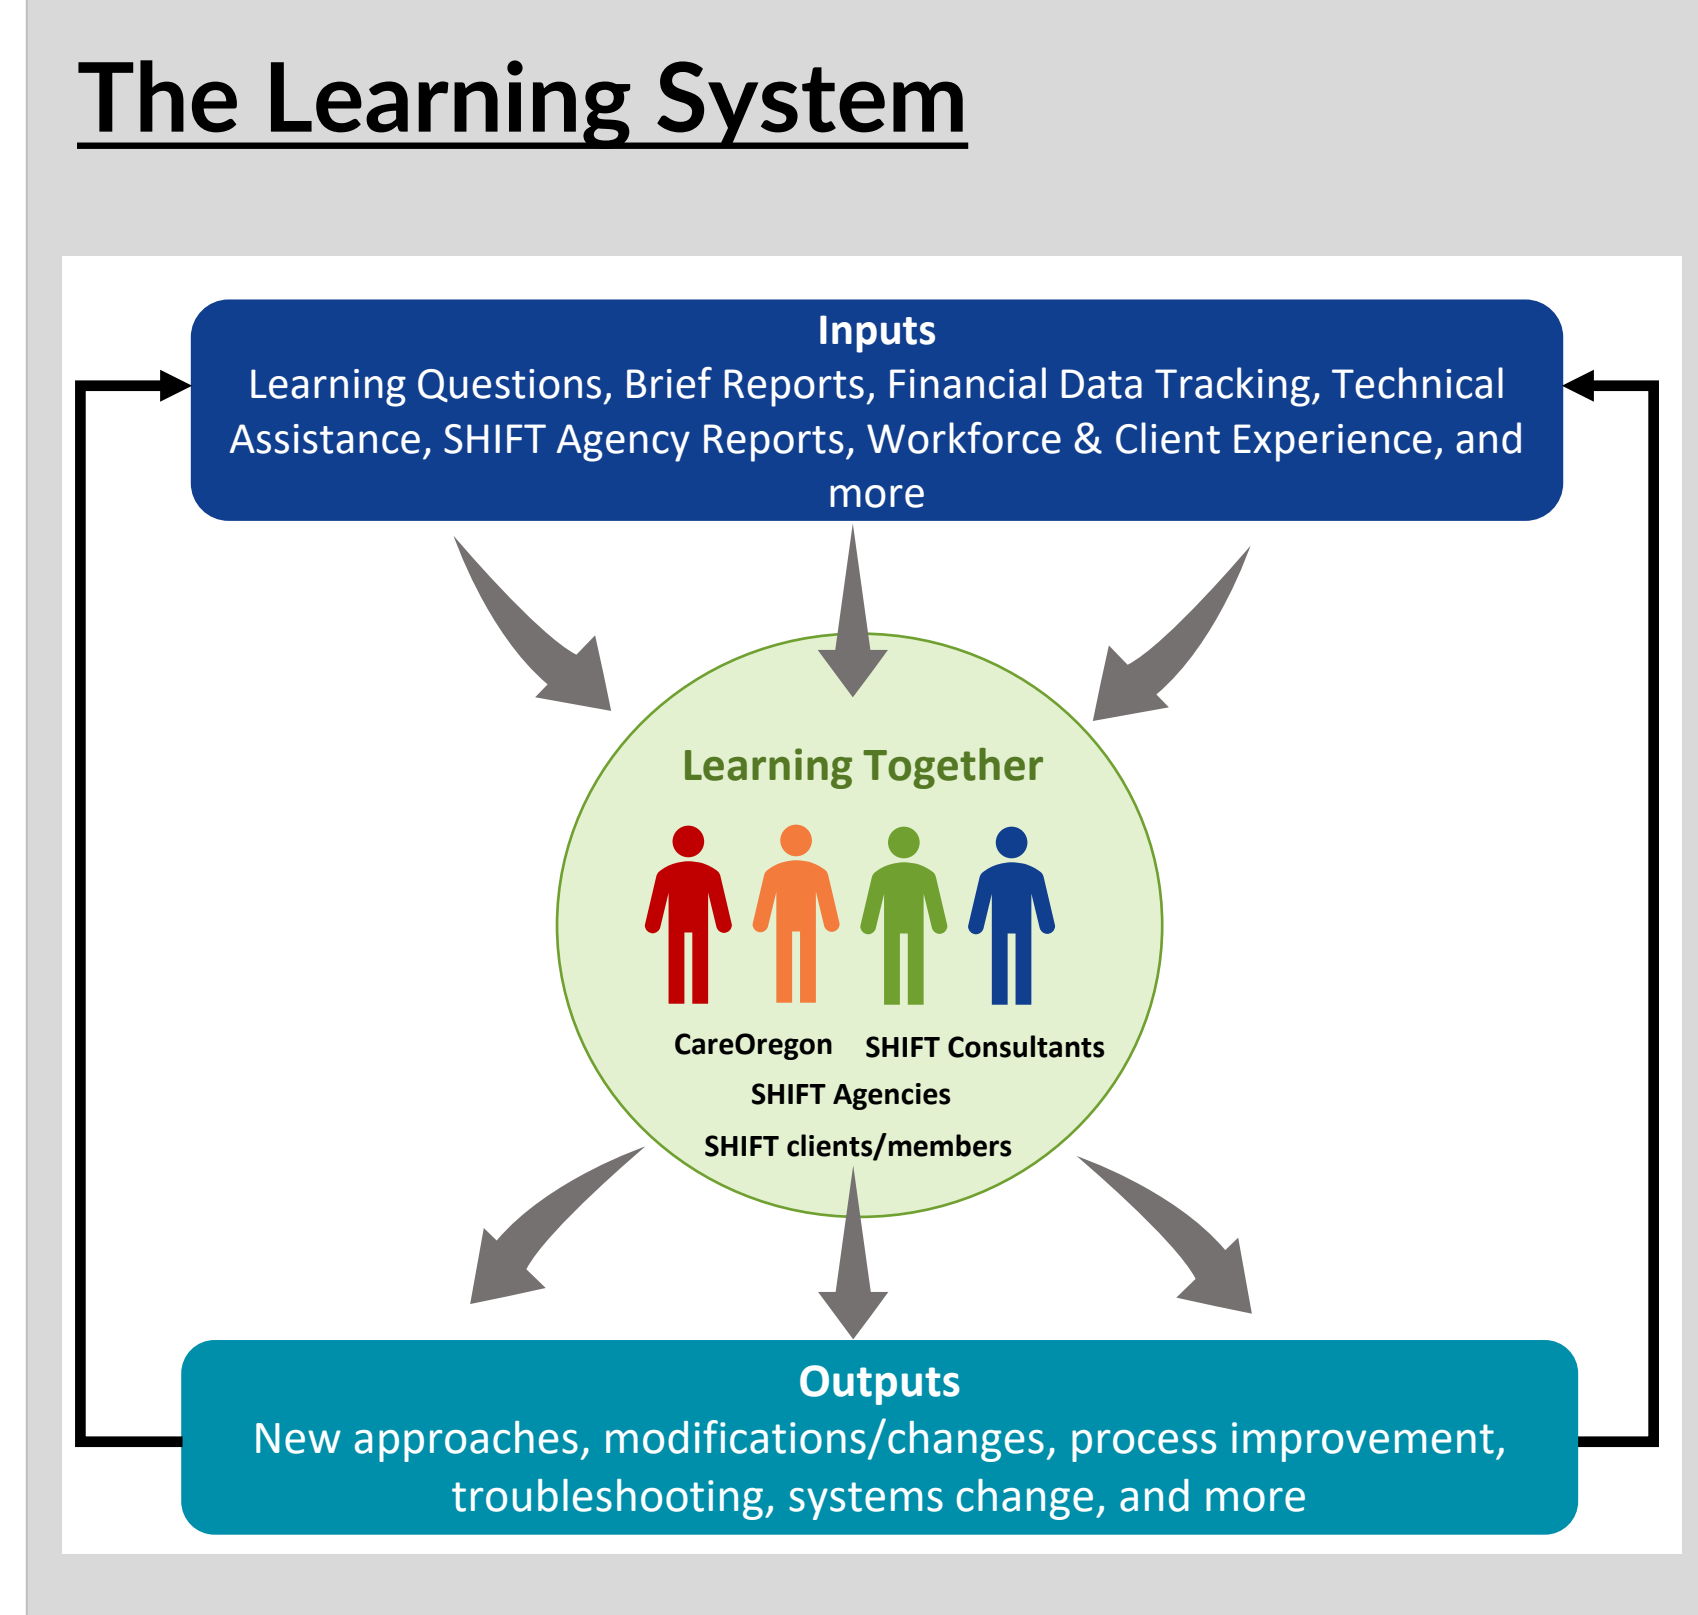 The Learning System
Inputs
Learning Questions, Brief Reports, Financial Data Tracking, Technical
Assistance, SHIFT Agency Reports, Workforce & Client Experience, and
more
Learning Together
CareOregon
SHIFT Consultants
SHIFT Agencies
SHIFT clients/members
Outputs
New approaches, modifications/changes, process improvement,
troubleshooting, systems change, and more